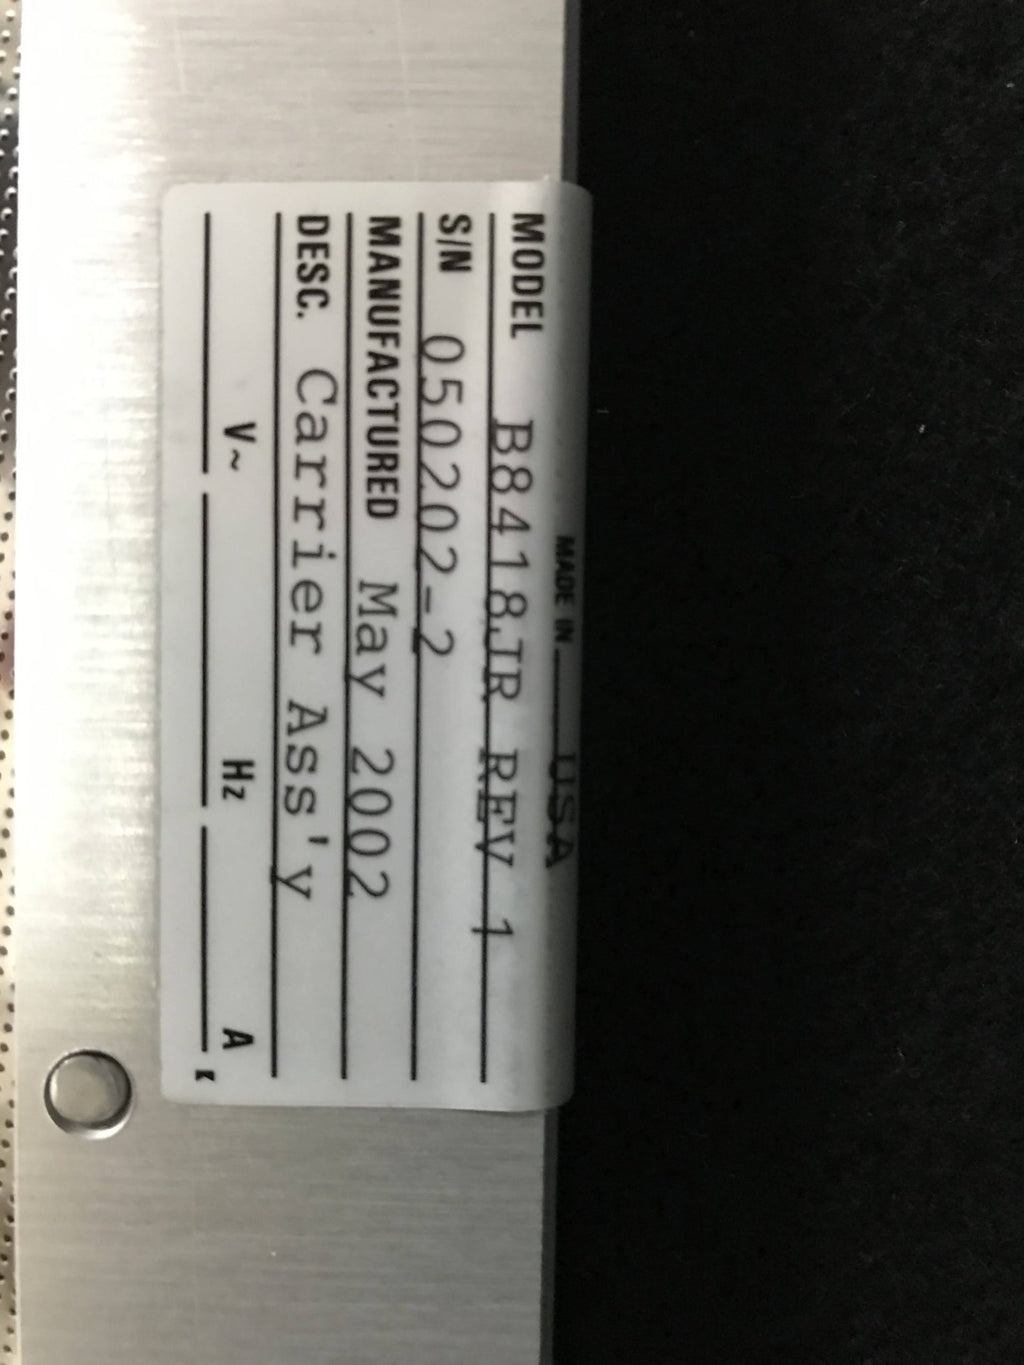 MADE IN USA
MODEL B8418JR REV 1
S/N 050202-2
MANUFACTURED May 2002
DESC. Carrier Ass'y
V~ Hz A